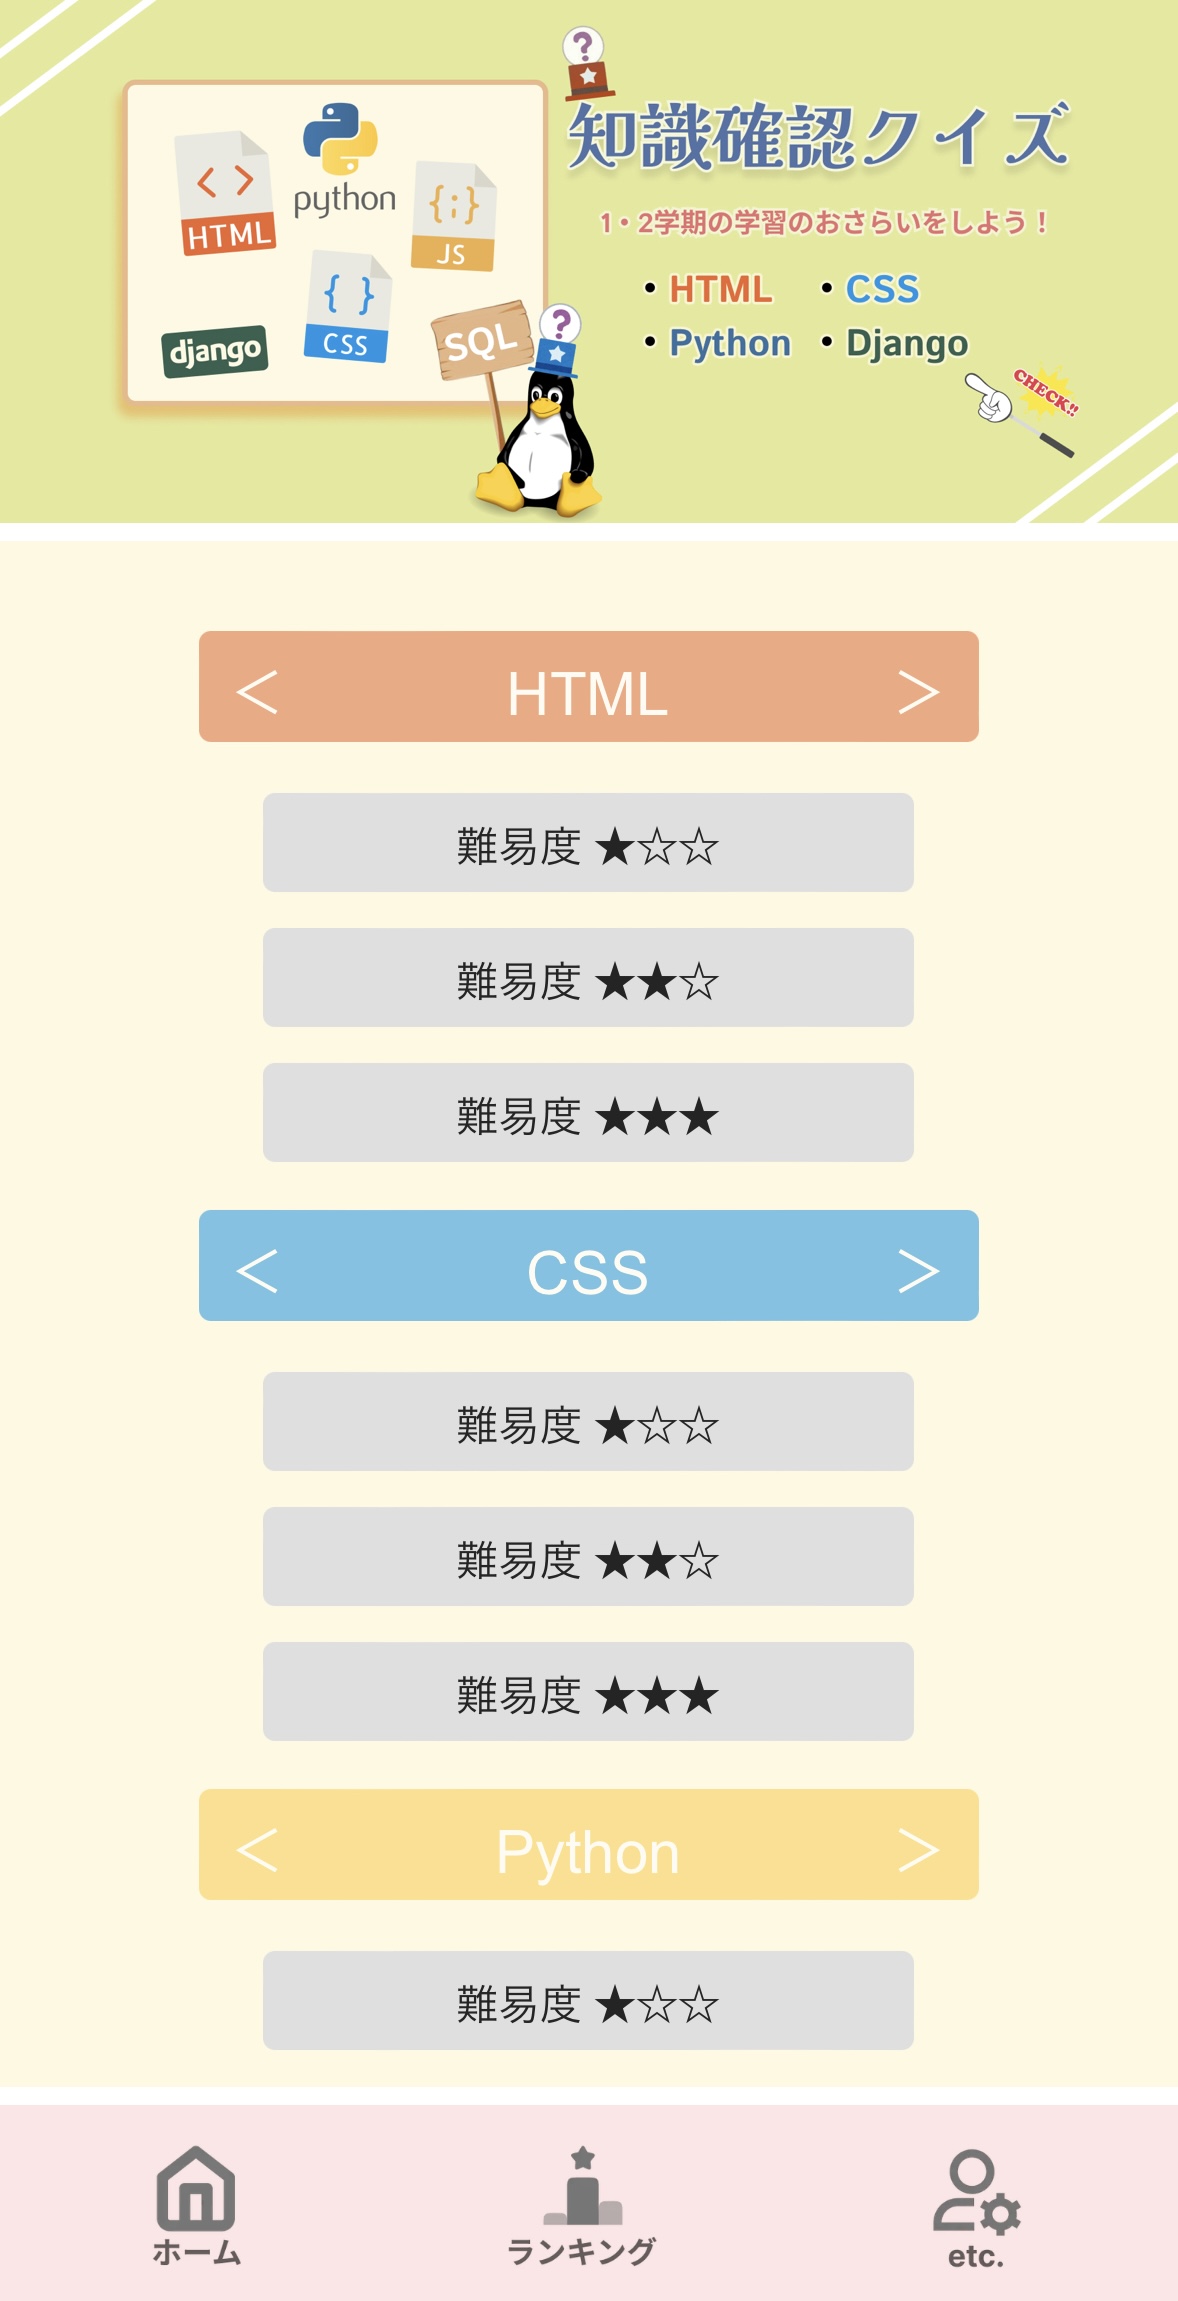 知識確認クイズ
1・2学期の学習のおさらいをしよう!
・HTML ・CSS
・Python ・Django
CHECK!!
HTML
python
{;}
JS
{ }
CSS
django
SQL
?
?
< HTML >
難易度 ★☆☆
難易度 ★★☆
難易度 ★★★
< CSS >
難易度 ★☆☆
難易度 ★★☆
難易度 ★★★
< Python >
難易度 ★☆☆
ホーム
ランキング
etc.